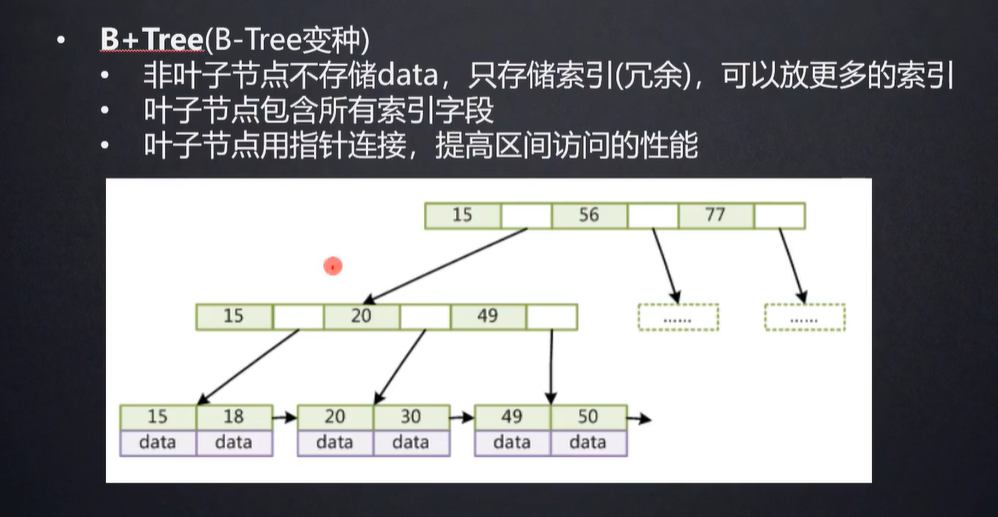 B+Tree(B-Tree变种)
非叶子节点不存储data，只存储索引(冗余)，可以放更多的索引
叶子节点包含所有索引字段
叶子节点用指针连接，提高区间访问的性能
15 56 77
15 20 49
...... ......
15 18 20 30 49 50
data data data data data data